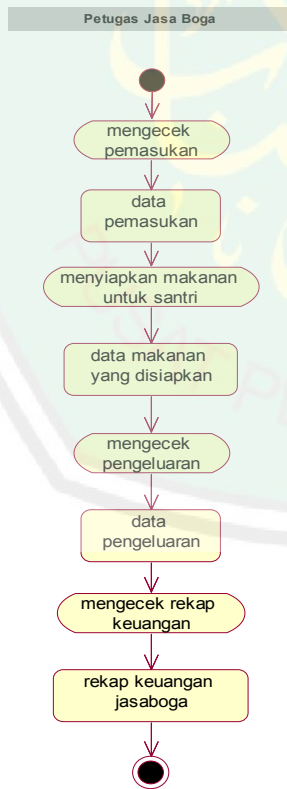 Petugas Jasa Boga
mengecek
pemasukan
data
pemasukan
menyiapkan makanan
untuk santri
data makanan
yang disiapkan
mengecek
pengeluaran
data
pengeluaran
mengecek rekap
keuangan
rekap keuangan
jasaboga